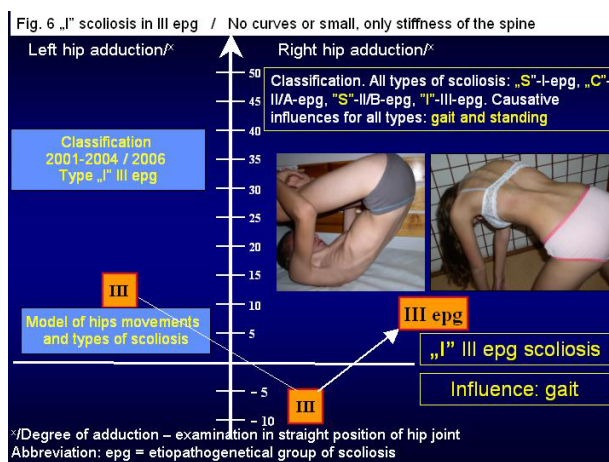 Fig. 6 „I” scoliosis in III epg / No curves or small, only stiffness of the spine
Left hip adduction/x
Right hip adduction/x
50
45
40
35
30
25
20
15
10
5
- 5
- 10
Classification. All types of scoliosis: „S”-I-epg, „C”-
II/A-epg, ”S”-II/B-epg, ”I”-III-epg. Causative
influences for all types: gait and standing
Classification
2001-2004 / 2006
Type „I” III epg
III
Model of hips movements
and types of scoliosis
III epg
„I” III epg scoliosis
III
Influence: gait
x/Degree of adduction – examination in straight position of hip joint
Abbreviation: epg = etiopathogenetical group of scoliosis